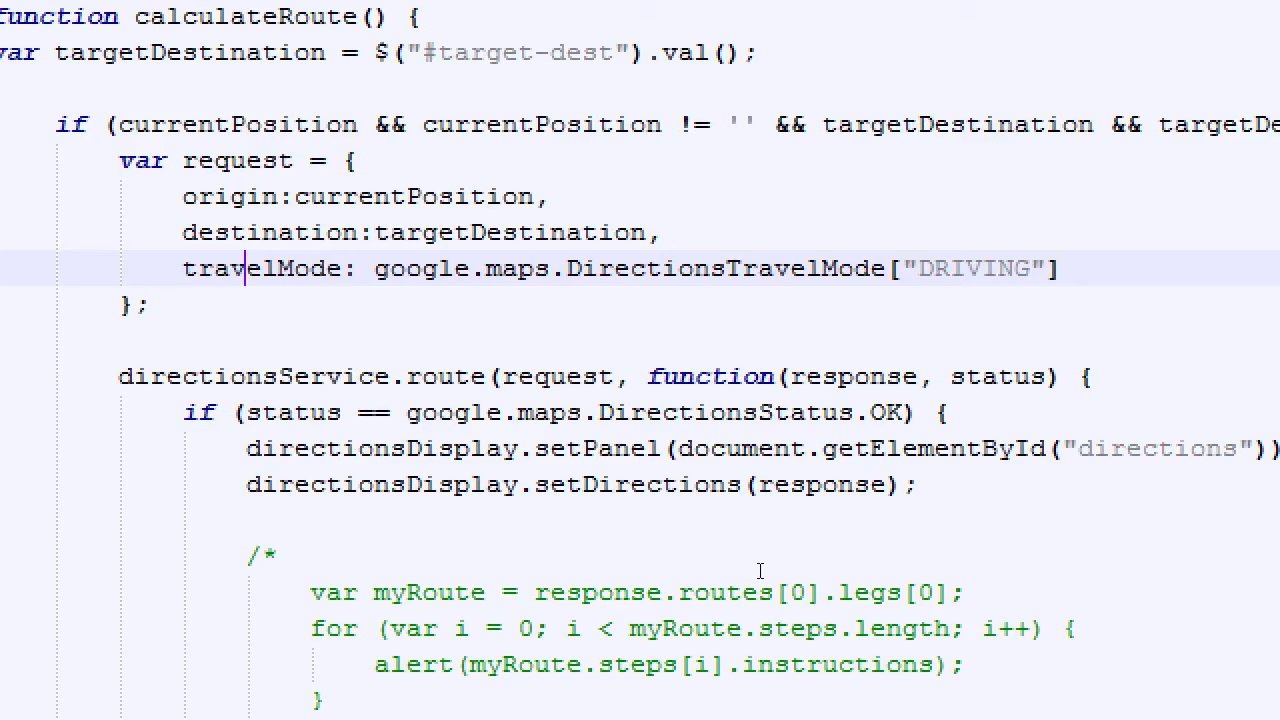 function calculateRoute() {
var targetDestination = $("#target-dest").val();
if (currentPosition && currentPosition != '' && targetDestination && targetDe
var request = {
origin:currentPosition,
destination:targetDestination,
travelMode: google.maps.DirectionsTravelMode["DRIVING"]
};
directionsService.route(request, function(response, status) {
if (status == google.maps.DirectionsStatus.OK) {
directionsDisplay.setPanel(document.getElementById("directions"))
directionsDisplay.setDirections(response);
/*
var myRoute = response.routes[0].legs[0];
for (var i = 0; i < myRoute.steps.length; i++) {
alert(myRoute.steps[i].instructions);
}